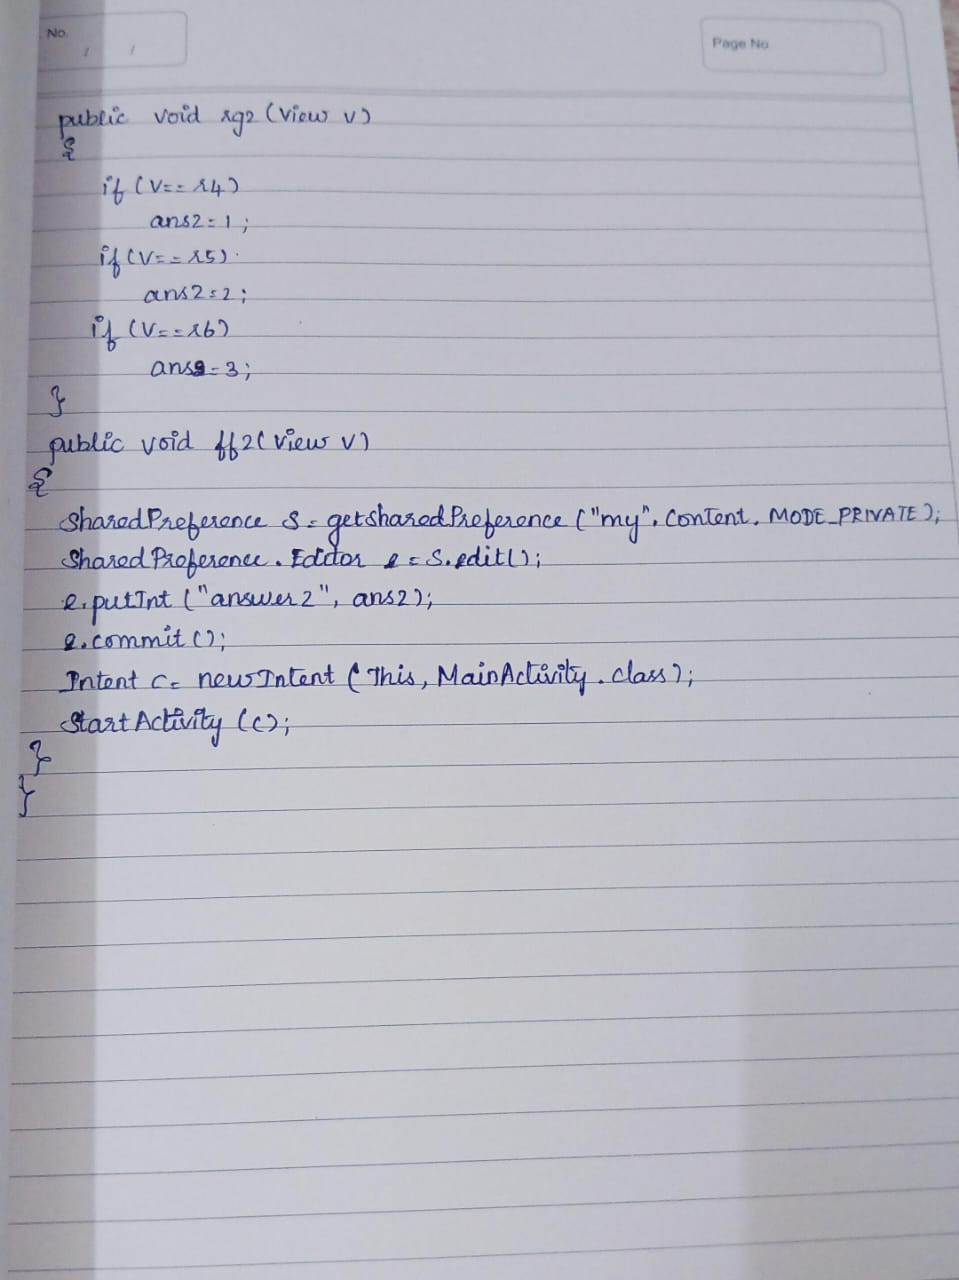 No.
/ /
Page No
public void rg2 (View v)
{
if (v == r4)
ans2 = 1;
if (v == r5)
ans2 = 2;
if (v == r6)
ans2 = 3;
}
public void ff2 (View v)
{
SharedPreference S = getSharedPreference ("my", Content. MODE_PRIVATE);
SharedPreference. Editor e = S.edit();
e.putInt ("answer2", ans2);
e.commit ();
Intent c = new Intent (This, MainActivity.class);
StartActivity (c);
}
}